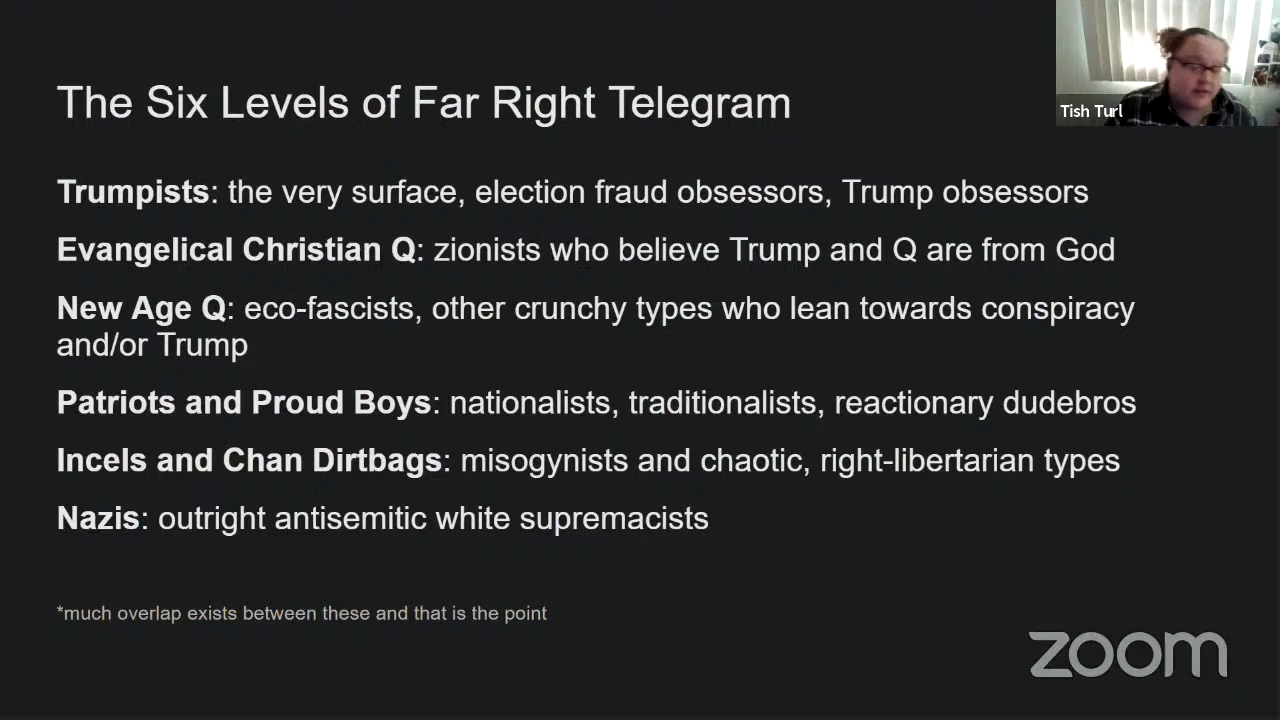 The Six Levels of Far Right Telegram
Tish Turl
Trumpists: the very surface, election fraud obsessors, Trump obsessors
Evangelical Christian Q: zionists who believe Trump and Q are from God
New Age Q: eco-fascists, other crunchy types who lean towards conspiracy
and/or Trump
Patriots and Proud Boys: nationalists, traditionalists, reactionary dudebros
Incels and Chan Dirtbags: misogynists and chaotic, right-libertarian types
Nazis: outright antisemitic white supremacists
*much overlap exists between these and that is the point
zoom